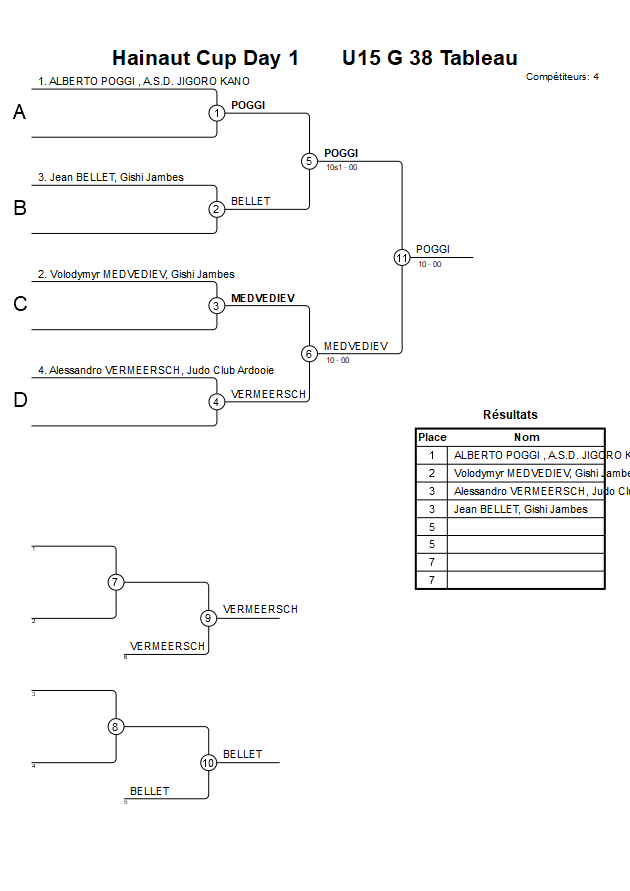 Hainaut Cup Day 1 U15 G 38 Tableau
Compétiteurs: 4
1. ALBERTO POGGI , A.S.D. JIGORO KANO
A
1
POGGI
5
POGGI
10s1 - 00
3. Jean BELLET, Gishi Jambes
B
2
BELLET
11
POGGI
10 - 00
2. Volodymyr MEDVEDIEV, Gishi Jambes
C
3
MEDVEDIEV
6
MEDVEDIEV
10 - 00
4. Alessandro VERMEERSCH, Judo Club Ardooie
D
4
VERMEERSCH
Résultats
Place Nom
1 ALBERTO POGGI , A.S.D. JIGORO K
2 Volodymyr MEDVEDIEV, Gishi Jambe
3 Alessandro VERMEERSCH, Judo Clu
3 Jean BELLET, Gishi Jambes
5
5
7
7
1
7
2
9
VERMEERSCH
VERMEERSCH
6
3
8
4
10
BELLET
BELLET
5